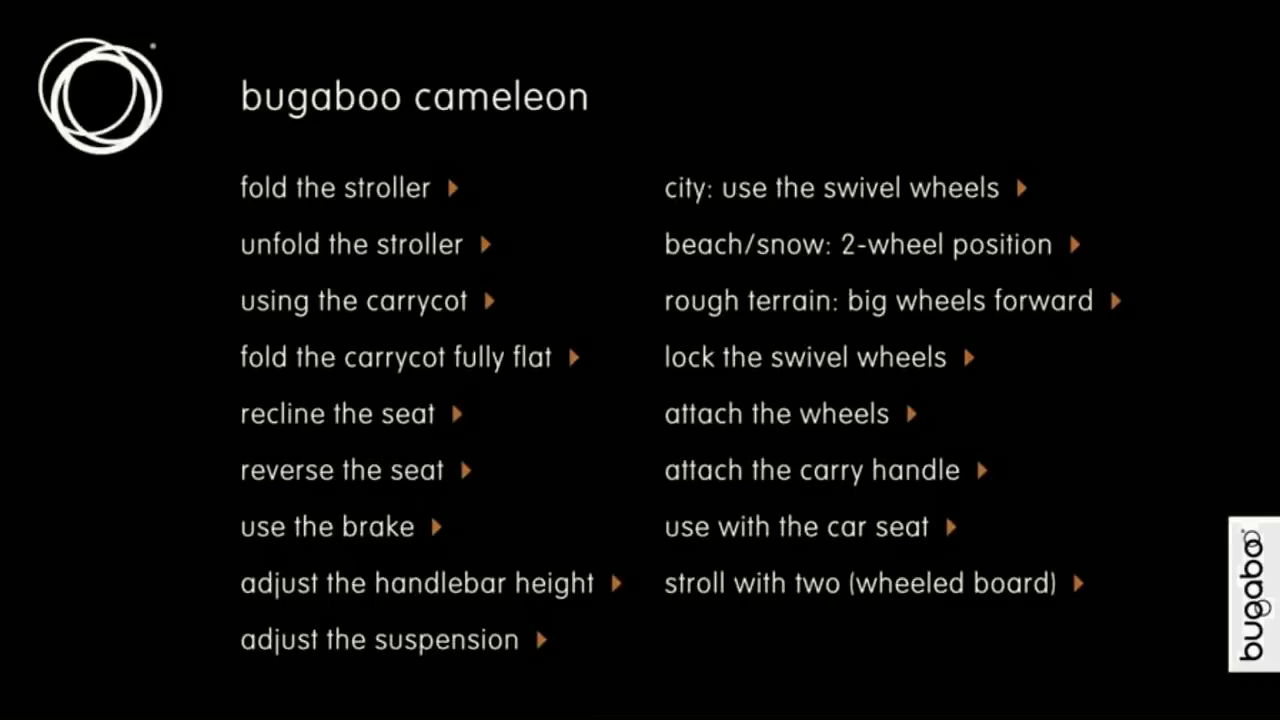 bugaboo cameleon
fold the stroller
unfold the stroller
using the carrycot
fold the carrycot fully flat
recline the seat
reverse the seat
use the brake
adjust the handlebar height
adjust the suspension
city: use the swivel wheels
beach/snow: 2-wheel position
rough terrain: big wheels forward
lock the swivel wheels
attach the wheels
attach the carry handle
use with the car seat
stroll with two (wheeled board)
bugaboo